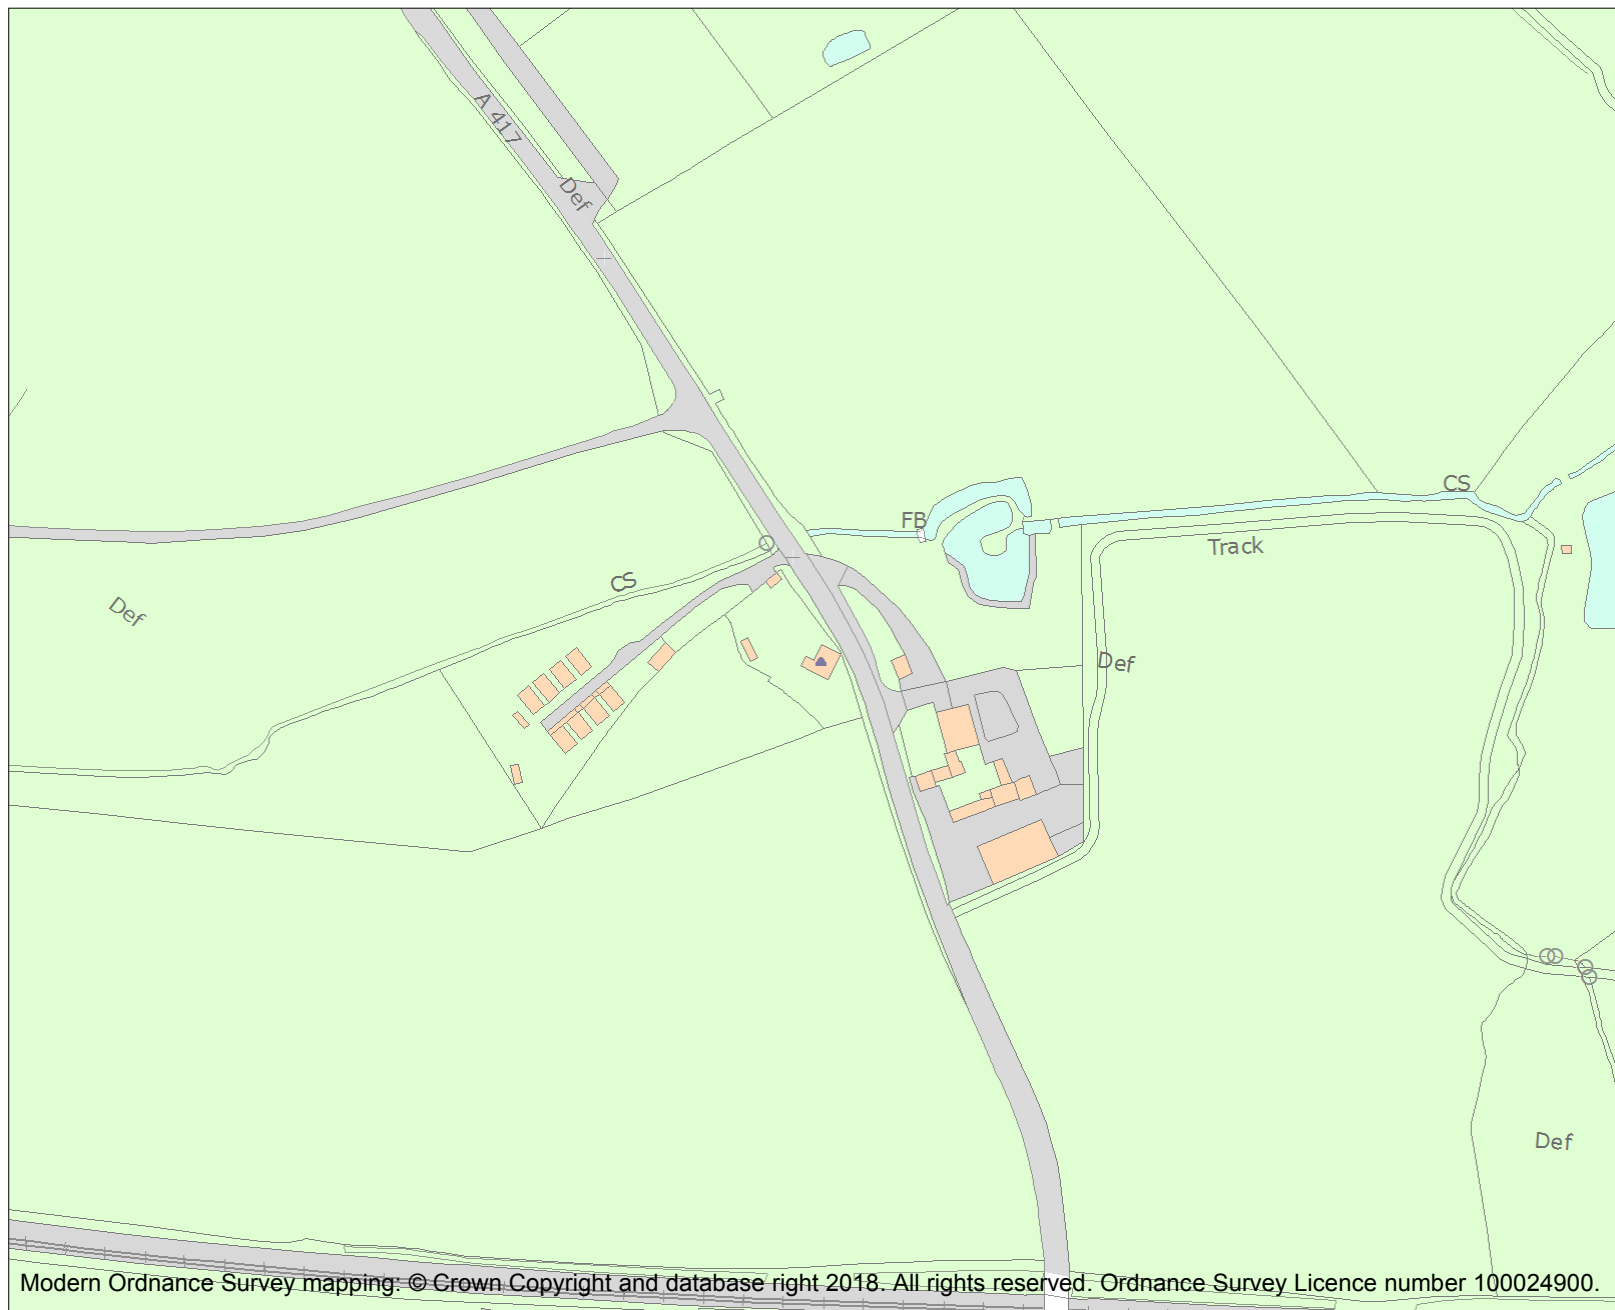 A 417
Def
CS
FB
Track
CS
Def
Def
Def
Modern Ordnance Survey mapping: © Crown Copyright and database right 2018. All rights reserved. Ordnance Survey Licence number 100024900.